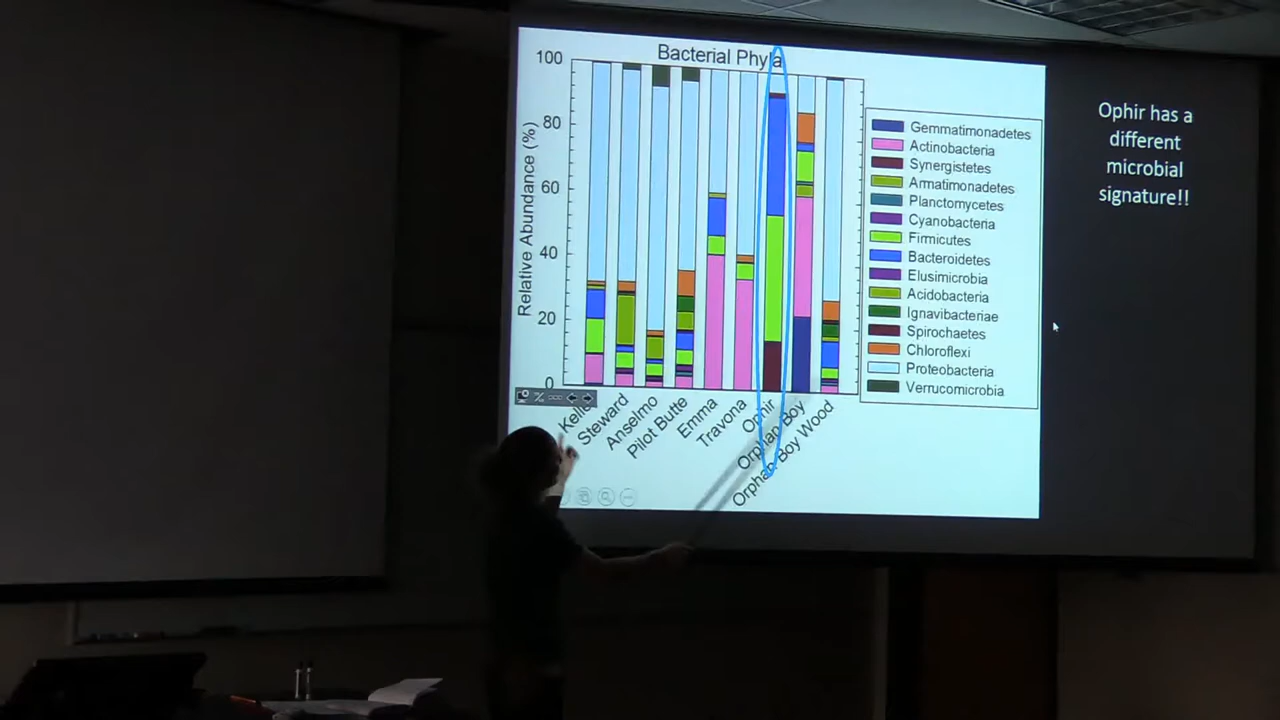 Bacterial Phyla
Relative Abundance (%)
100
80
60
40
20
0
Kelle
Steward
Anselmo
Pilot Butte
Emma
Travona
Ophir
Orphan Boy
Orphan Boy Wood
Gemmatimonadetes
Actinobacteria
Synergistetes
Armatimonadetes
Planctomycetes
Cyanobacteria
Firmicutes
Bacteroidetes
Elusimicrobia
Acidobacteria
Ignavibacteriae
Spirochaetes
Chloroflexi
Proteobacteria
Verrucomicrobia
Ophir has a
different
microbial
signature!!